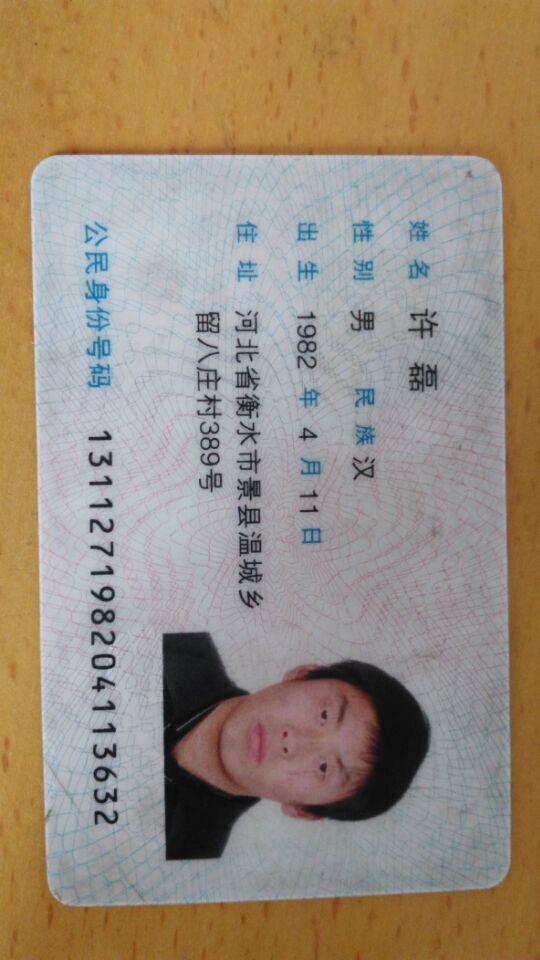 姓名 许磊
性别 男 民族 汉
出生 1982 年 4 月 11 日
住址 河北省衡水市景县温城乡
留八庄村389号
公民身份号码 131127198204113632